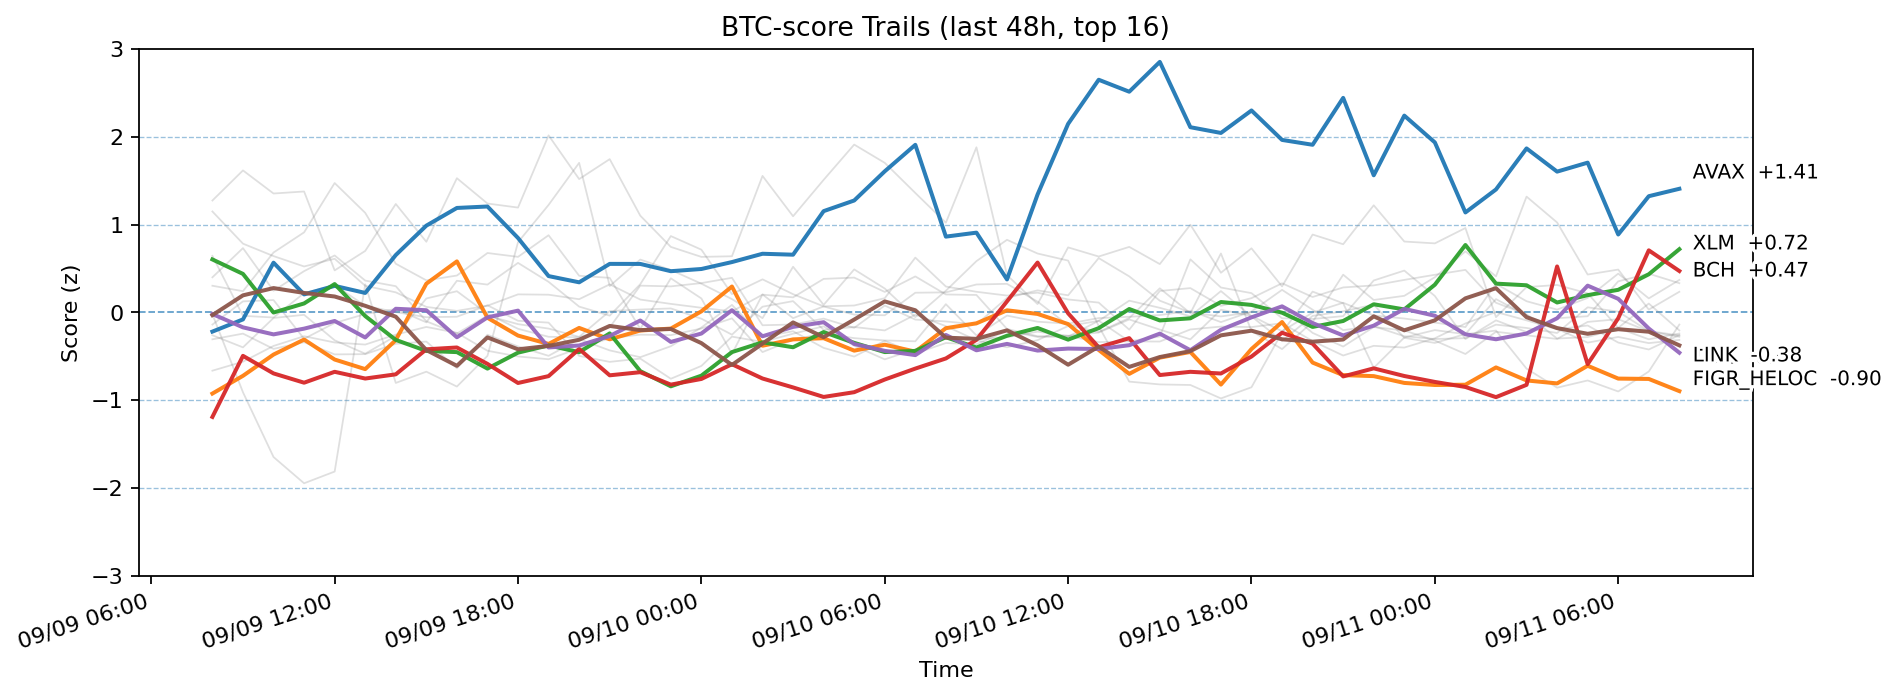 BTC-score Trails (last 48h, top 16)
Score (z)
3
2
1
0
−1
−2
−3
AVAX +1.41
XLM +0.72
BCH +0.47
LINK -0.38
FIGR_HELOC -0.90
09/09 06:00
09/09 12:00
09/09 18:00
09/10 00:00
09/10 06:00
09/10 12:00
09/10 18:00
09/11 00:00
09/11 06:00
Time